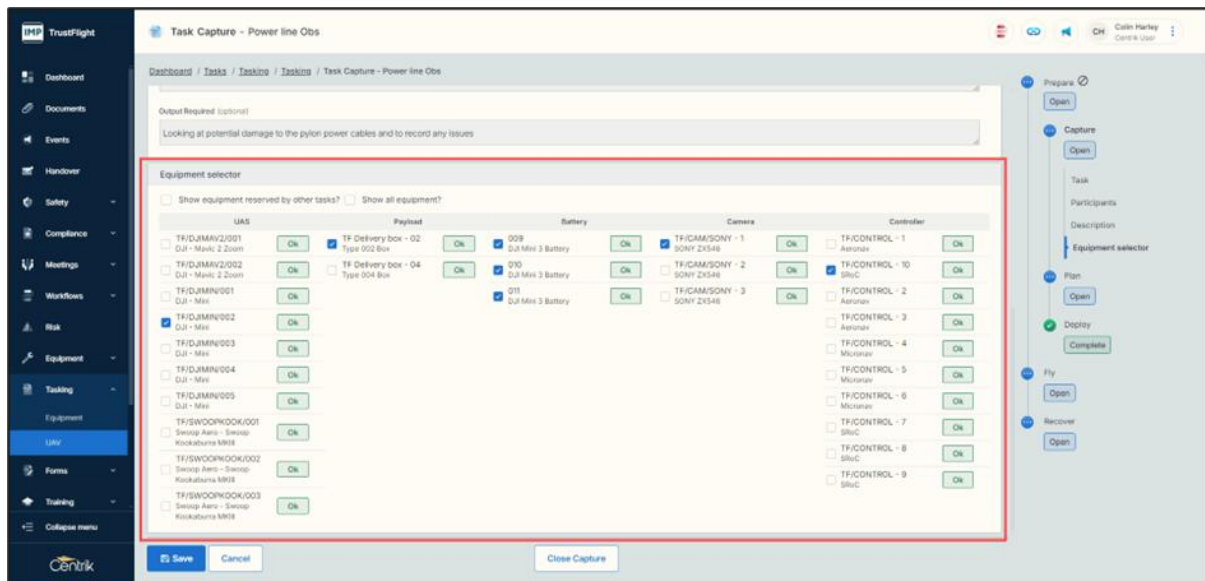 IMP TrustFlight
Task Capture - Power line Obs
CH Colin Harley
Centrik User
Dashboard
Documents
Events
Handover
Safety
Compliance
Meetings
Workflows
Risk
Equipment
Tasking
Equipment
UAV
Forms
Training
Collapse menu
Centrik
Dashboard / Tasks / Tasking / Tasking / Task Capture - Power line Obs
Output Required (optional)
Looking at potential damage to the pylon power cables and to record any issues
Equipment selector
Show equipment reserved by other tasks? Show all equipment?
UAS
TF/DJIMAV2/001 Ok
DJI - Mavic 2 Zoom
TF/DJIMAV2/002 Ok
DJI - Mavic 2 Zoom
TF/DJIMIN/001 Ok
DJI - Mini
TF/DJIMIN/002 Ok
DJI - Mini
TF/DJIMIN/003 Ok
DJI - Mini
TF/DJIMIN/004 Ok
DJI - Mini
TF/DJIMIN/005 Ok
DJI - Mini
TF/SWOOPKOOK/001
Swoop Aero - Swoop Ok
Kookaburra MKIII
TF/SWOOPKOOK/002
Swoop Aero - Swoop Ok
Kookaburra MKIII
TF/SWOOPKOOK/003
Swoop Aero - Swoop Ok
Kookaburra MKIII
Payload
TF Delivery box - 02 Ok
Type 002 Box
TF Delivery box - 04 Ok
Type 004 Box
Battery
009 Ok
DJI Mini 3 Battery
010 Ok
DJI Mini 3 Battery
011 Ok
DJI Mini 3 Battery
Camera
TF/CAM/SONY - 1 Ok
SONY ZX546
TF/CAM/SONY - 2 Ok
SONY ZX546
TF/CAM/SONY - 3 Ok
SONY ZX546
Controller
TF/CONTROL - 1 Ok
Aeronav
TF/CONTROL - 10 Ok
SRoC
TF/CONTROL - 2 Ok
Aeronav
TF/CONTROL - 3 Ok
Aeronav
TF/CONTROL - 4 Ok
Micronav
TF/CONTROL - 5 Ok
Micronav
TF/CONTROL - 6 Ok
Micronav
TF/CONTROL - 7 Ok
SRoC
TF/CONTROL - 8 Ok
SRoC
TF/CONTROL - 9 Ok
SRoC
Save
Cancel
Close Capture
Prepare
Open
Capture
Open
Task
Participants
Description
Equipment selector
Plan
Open
Deploy
Complete
Fly
Open
Recover
Open